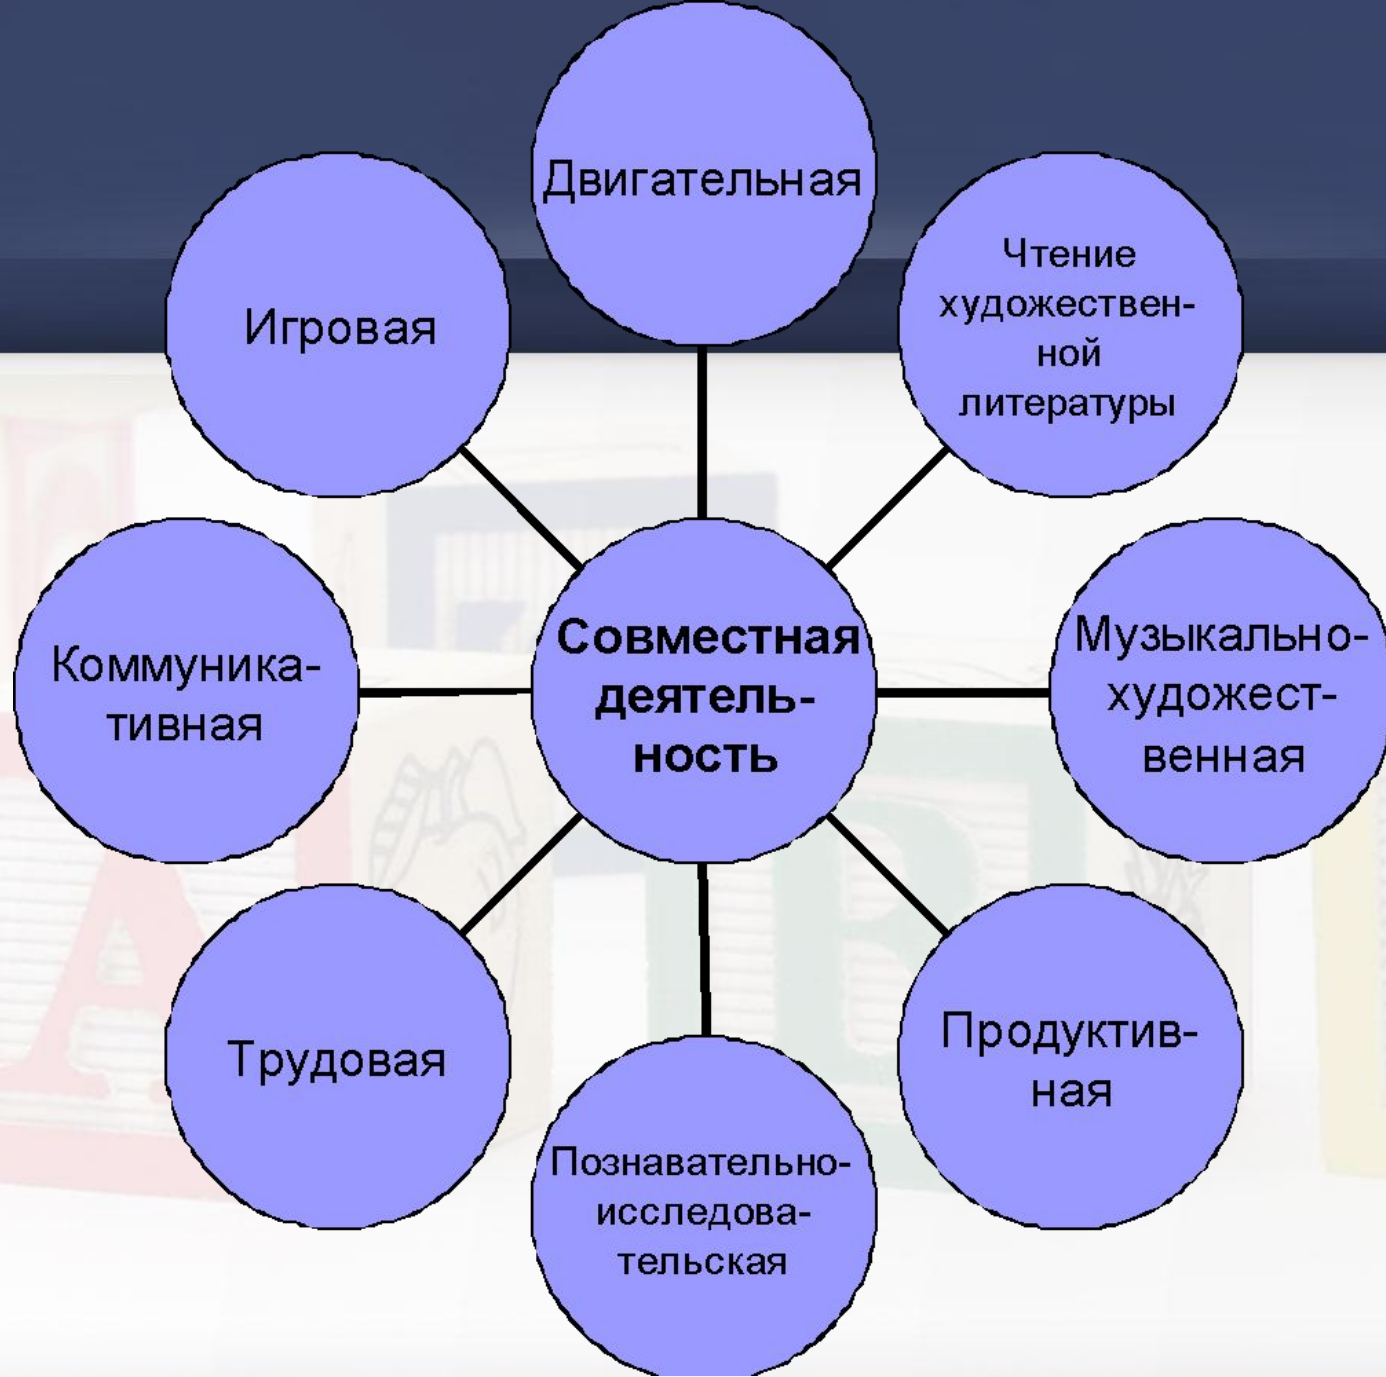 Двигательная
Чтение
художествен-
ной
литературы
Музыкально-
художест-
венная
Продуктив-
ная
Познавательно-
исследова-
тельская
Трудовая
Коммуника-
тивная
Игровая
Совместная
деятель-
ность